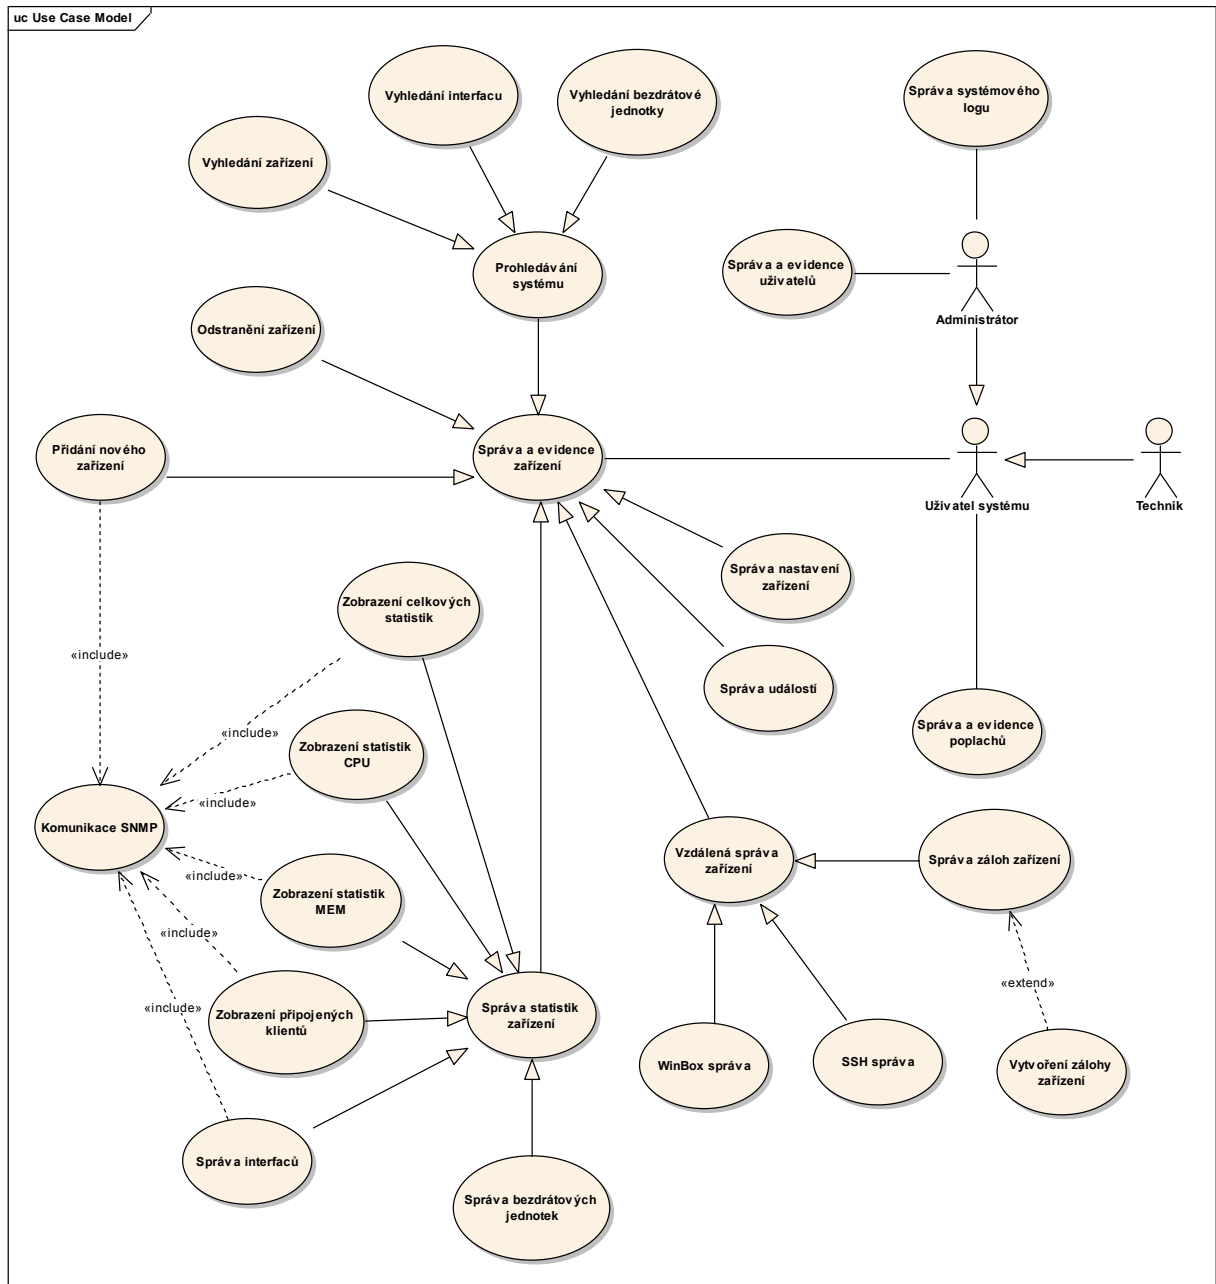 uc Use Case Model
Vyhledání interfacu
Vyhledání bezdrátové
jednotky
Správa systémového
logu
Vyhledání zařízení
Prohledávání
systému
Správa a evidence
uživatelů
Administrátor
Odstranění zařízení
Přidání nového
zařízení
Správa a evidence
zařízení
Uživatel systému
Technik
Správa nastavení
zařízení
Zobrazení celkových
statistik
«include»
Správa událostí
Správa a evidence
poplachů
«include»
Zobrazení statistik
CPU
«include»
Komunikace SNMP
Vzdálená správa
zařízení
Správa záloh zařízení
«include»
Zobrazení statistik
MEM
«include»
«extend»
«include»
Zobrazení připojených
klientů
Správa statistik
zařízení
WinBox správa
SSH správa
Vytvoření zálohy
zařízení
Správa interfaců
Správa bezdrátových
jednotek